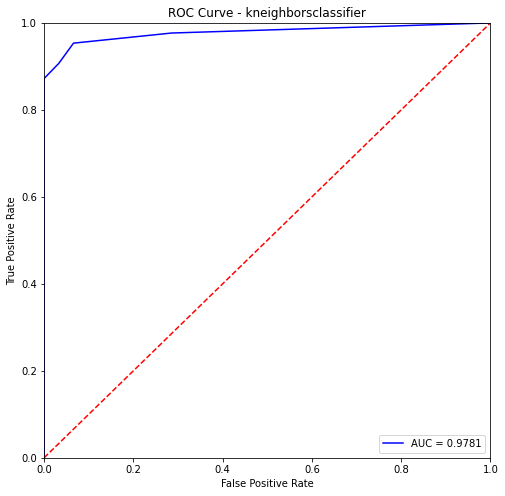 ROC Curve - kneighborsclassifier
True Positive Rate
1.0
0.8
0.6
0.4
0.2
0.0
AUC = 0.9781
0.0 0.2 0.4 0.6 0.8 1.0
False Positive Rate